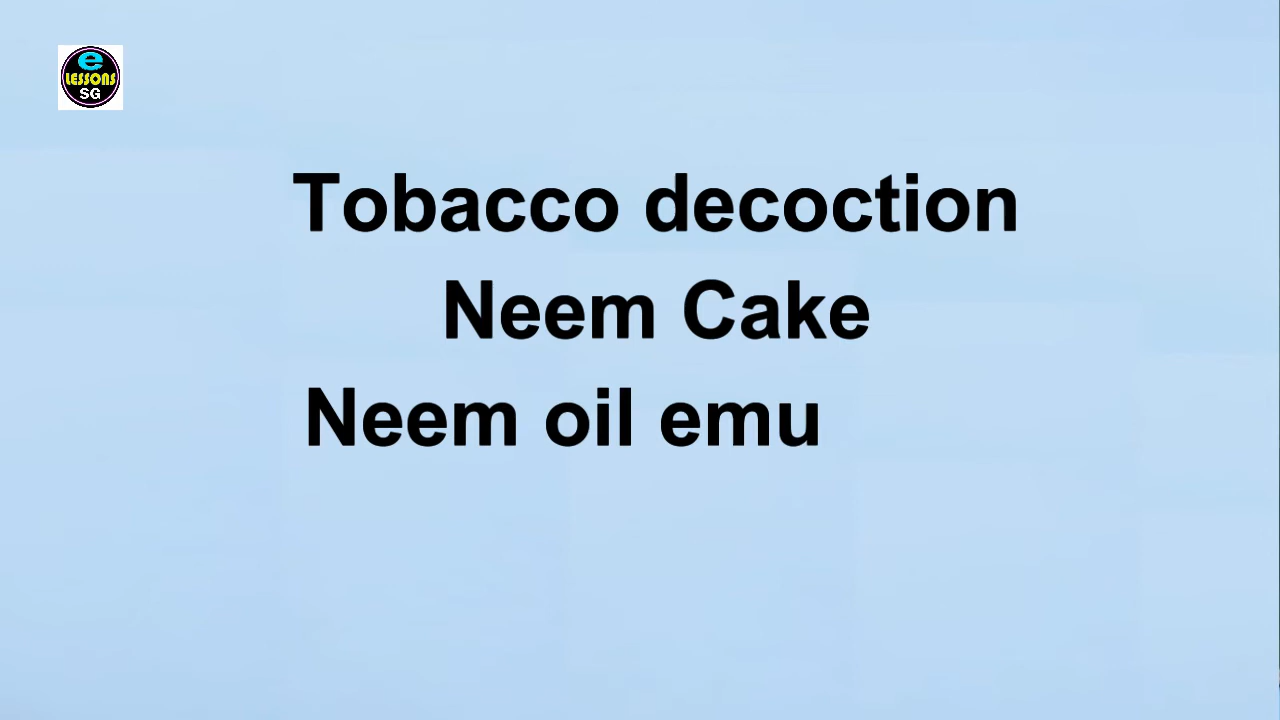 e
LESSONS
SG
Tobacco decoction
Neem Cake
Neem oil emu